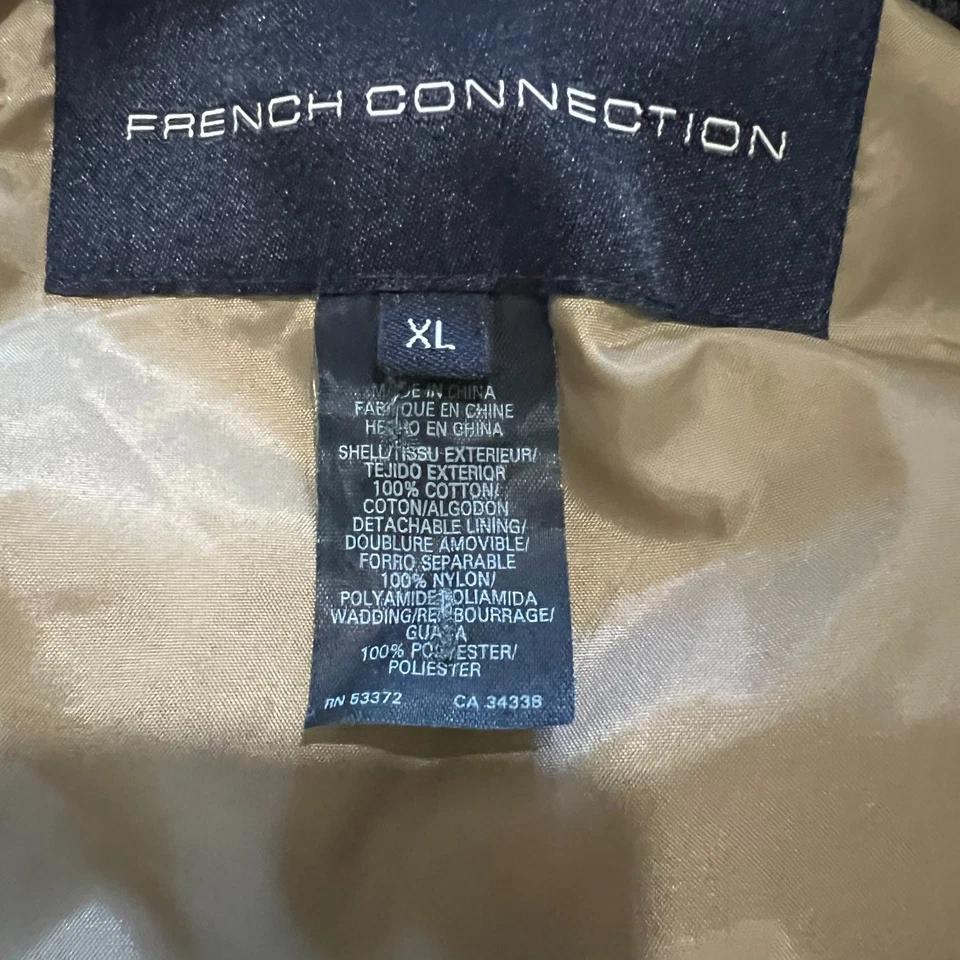 FRENCH CONNECTION
XL
MADE IN CHINA
FABRIQUE EN CHINE
HECHO EN CHINA
SHELL/TISSU EXTERIEUR/
TEJIDO EXTERIOR
100% COTTON/
COTON/ALGODON
DETACHABLE LINING/
DOUBLURE AMOVIBLE/
FORRO SEPARABLE
100% NYLON/
POLYAMIDE/POLIAMIDA
WADDING/REMBOURRAGE/
GUATA
100% POLYESTER/
POLIESTER
RN 53372 CA 34338